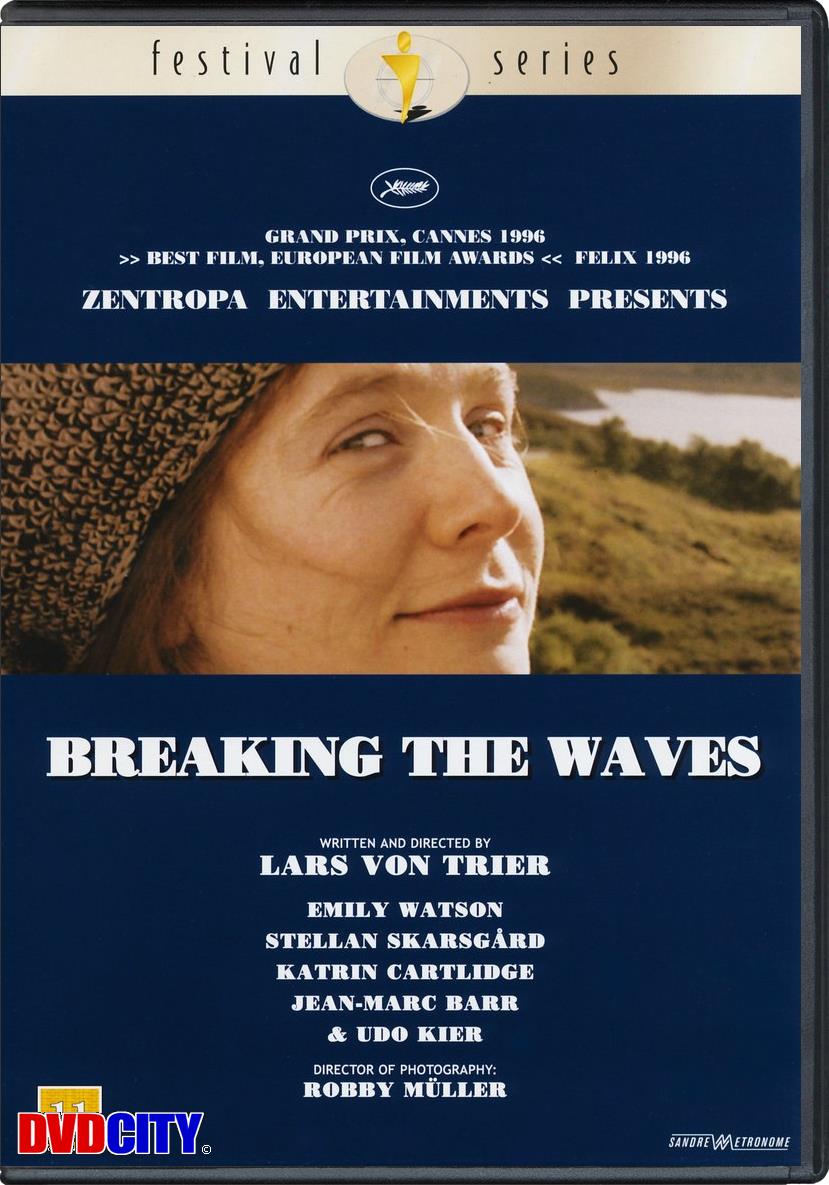 festival series
GRAND PRIX, CANNES 1996
>> BEST FILM, EUROPEAN FILM AWARDS << FELIX 1996
ZENTROPA ENTERTAINMENTS PRESENTS
BREAKING THE WAVES
WRITTEN AND DIRECTED BY
LARS VON TRIER
EMILY WATSON
STELLAN SKARSGÅRD
KATRIN CARTLIDGE
JEAN-MARC BARR
& UDO KIER
DIRECTOR OF PHOTOGRAPHY:
ROBBY MÜLLER
11
DVDCITY ©
SANDREW METRONOME